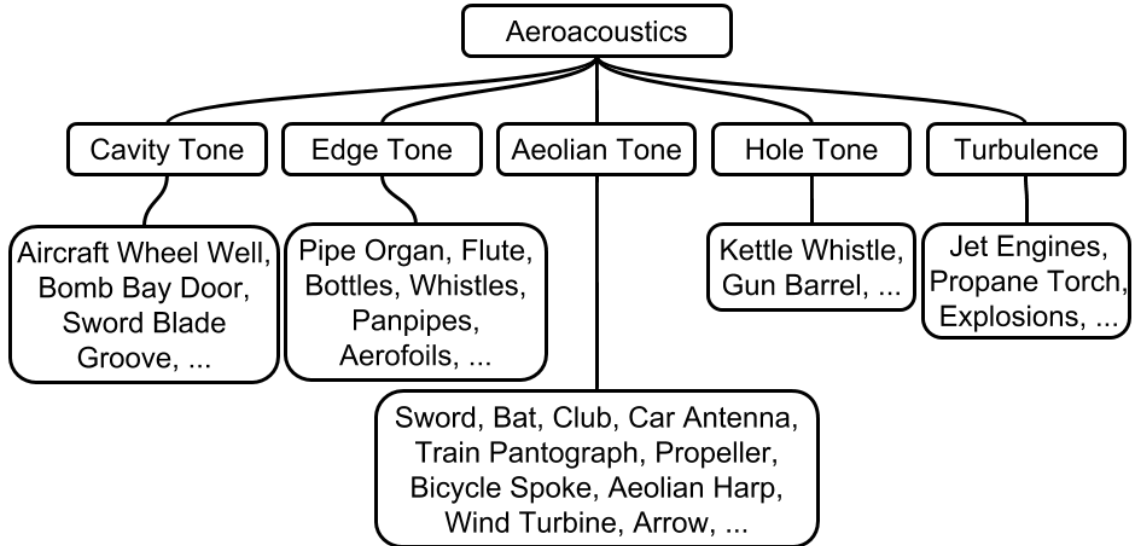 Aeroacoustics
Cavity Tone
Edge Tone
Aeolian Tone
Hole Tone
Turbulence
Aircraft Wheel Well,
Bomb Bay Door,
Sword Blade
Groove, ...
Pipe Organ, Flute,
Bottles, Whistles,
Panpipes,
Aerofoils, ...
Kettle Whistle,
Gun Barrel, ...
Jet Engines,
Propane Torch,
Explosions, ...
Sword, Bat, Club, Car Antenna,
Train Pantograph, Propeller,
Bicycle Spoke, Aeolian Harp,
Wind Turbine, Arrow, ...